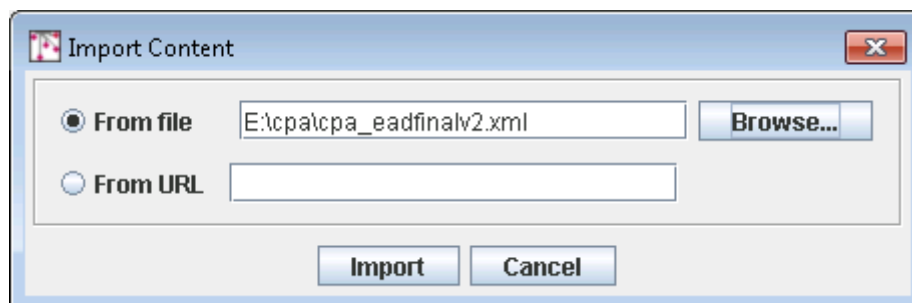 Import Content
From file E:\cpa\cpa_eadfinalv2.xml Browse...
From URL
Import Cancel